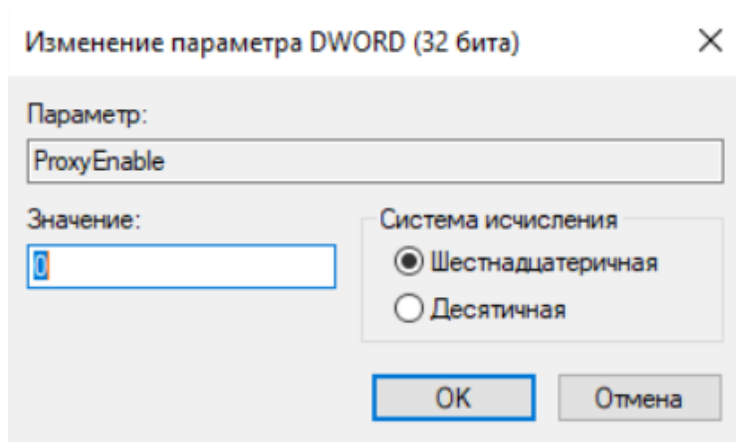 Изменение параметра DWORD (32 бита)
Параметр:
ProxyEnable
Значение:
0
Система исчисления
Шестнадцатеричная
Десятичная
OK
Отмена